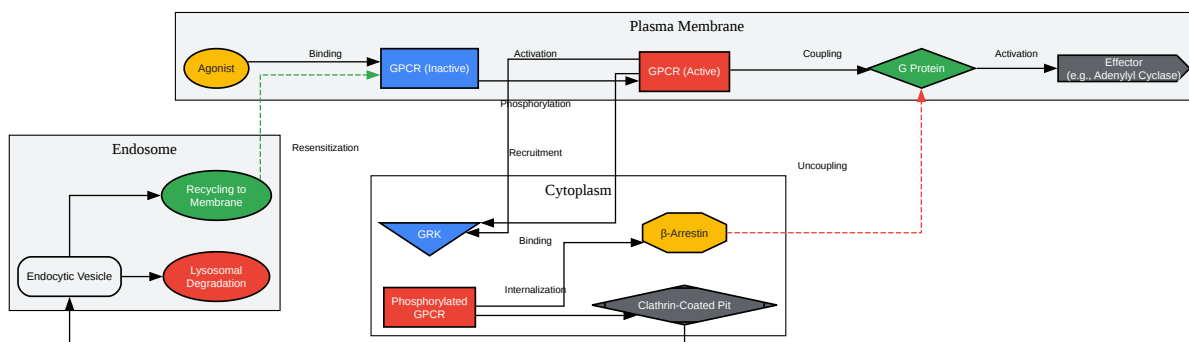 Plasma Membrane
Agonist
Binding
GPCR (Inactive)
Activation
GPCR (Active)
Coupling
G Protein
Activation
Effector
(e.g., Adenylyl Cyclase)
Phosphorylation
Endosome
Resensitization
Recruitment
Uncoupling
Recycling to
Membrane
Cytoplasm
GRK
Binding
β-Arrestin
Endocytic Vesicle
Lysosomal
Degradation
Internalization
Phosphorylated
GPCR
Clathrin-Coated Pit